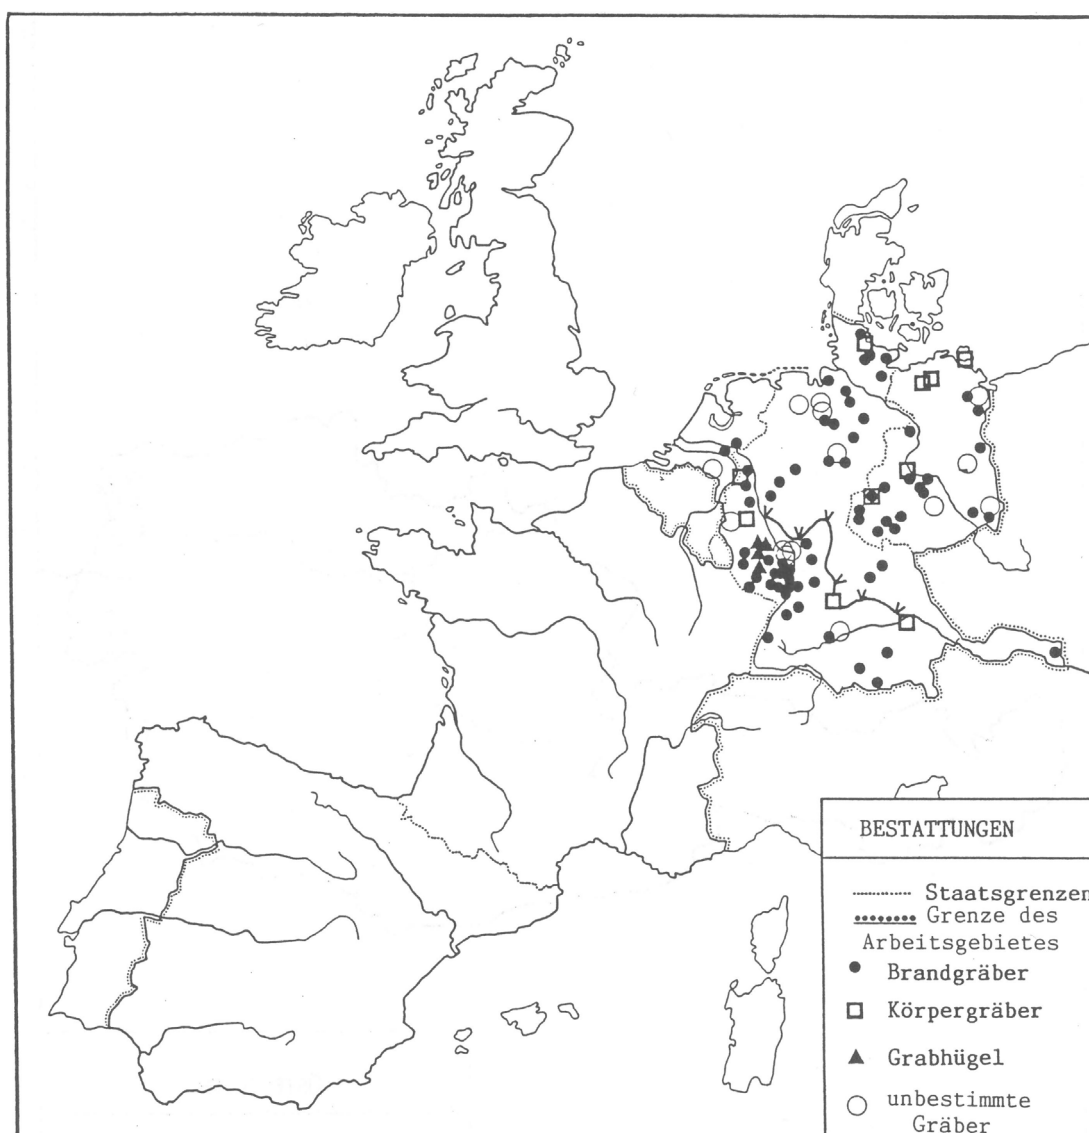 BESTATTUNGEN
Staatsgrenzen
Grenze des
Arbeitsgebietes
Brandgräber
Körpergräber
Grabhügel
unbestimmte
Gräber